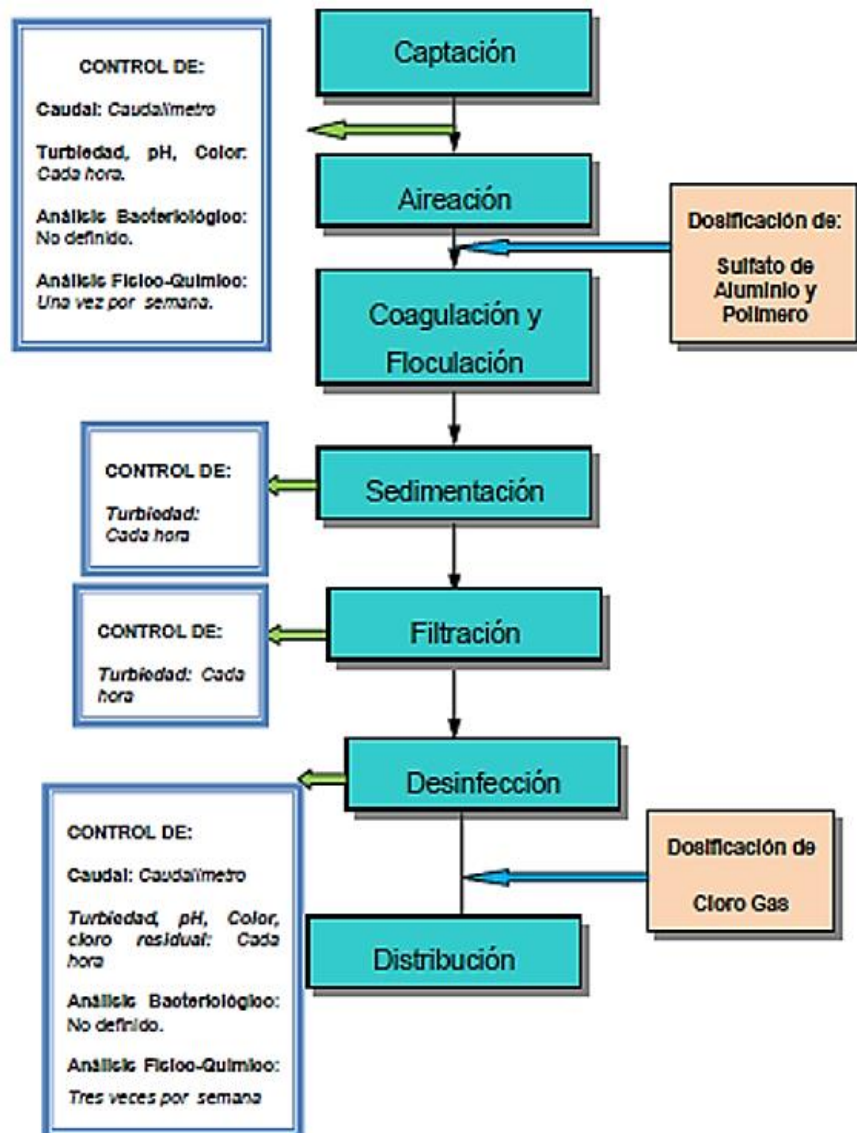 CONTROL DE:
Caudal: Caudalímetro
Turbiedad, pH, Color:
Cada hora.
Análisis Bacteriológico:
No definido.
Análisis Físico-Químico:
Una vez por semana.
Captación
Aireación
Dosificación de:
Sulfato de
Aluminio y
Polímero
Coagulación y
Floculación
CONTROL DE:
Turbiedad:
Cada hora
Sedimentación
CONTROL DE:
Turbiedad: Cada
hora
Filtración
Desinfección
CONTROL DE:
Caudal: Caudalímetro
Turbiedad, pH, Color,
cloro residual: Cada
hora
Análisis Bacteriológico:
No definido.
Análisis Físico-Químico:
Tres veces por semana
Dosificación de
Cloro Gas
Distribución